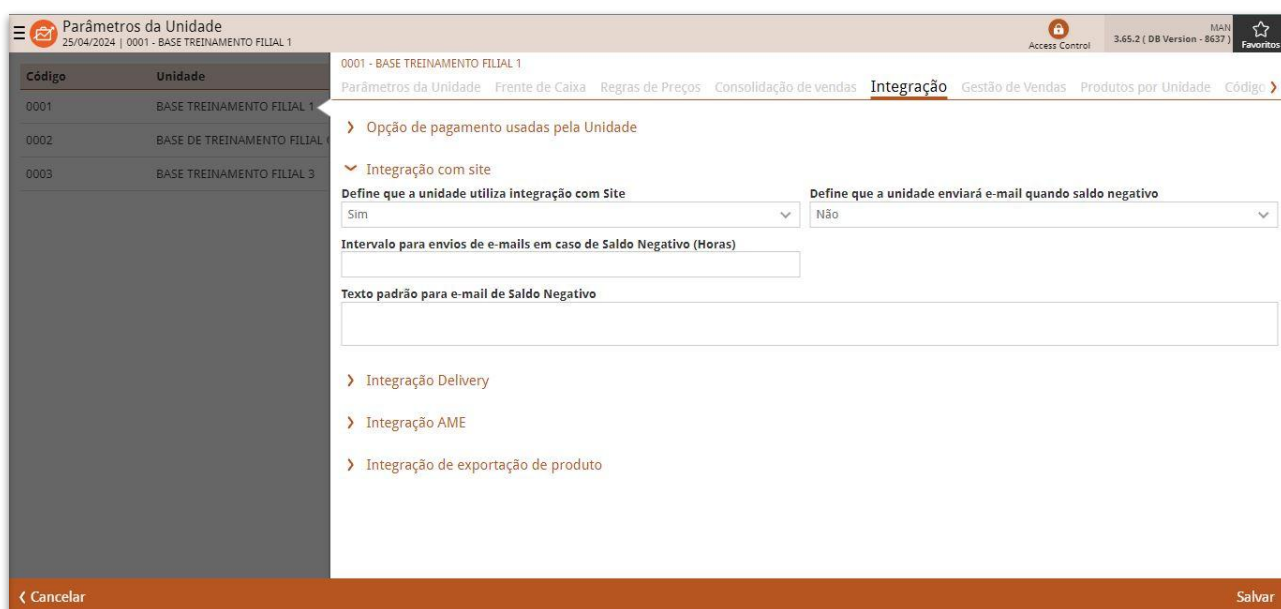 Parâmetros da Unidade
25/04/2024 | 0001 - BASE TREINAMENTO FILIAL 1
Access Control
MAN
3.65.2 ( DB Version - 8637 )
Favoritos
Código Unidade
0001 BASE TREINAMENTO FILIAL 1
0002 BASE DE TREINAMENTO FILIAL
0003 BASE TREINAMENTO FILIAL 3
0001 - BASE TREINAMENTO FILIAL 1
Parâmetros da Unidade Frente de Caixa Regras de Preços Consolidação de vendas Integração Gestão de Vendas Produtos por Unidade Código
Opção de pagamento usadas pela Unidade
Integração com site
Define que a unidade utiliza integração com Site Define que a unidade enviará e-mail quando saldo negativo
Sim Não
Intervalo para envios de e-mails em caso de Saldo Negativo (Horas)
Texto padrão para e-mail de Saldo Negativo
Integração Delivery
Integração AME
Integração de exportação de produto
Cancelar Salvar